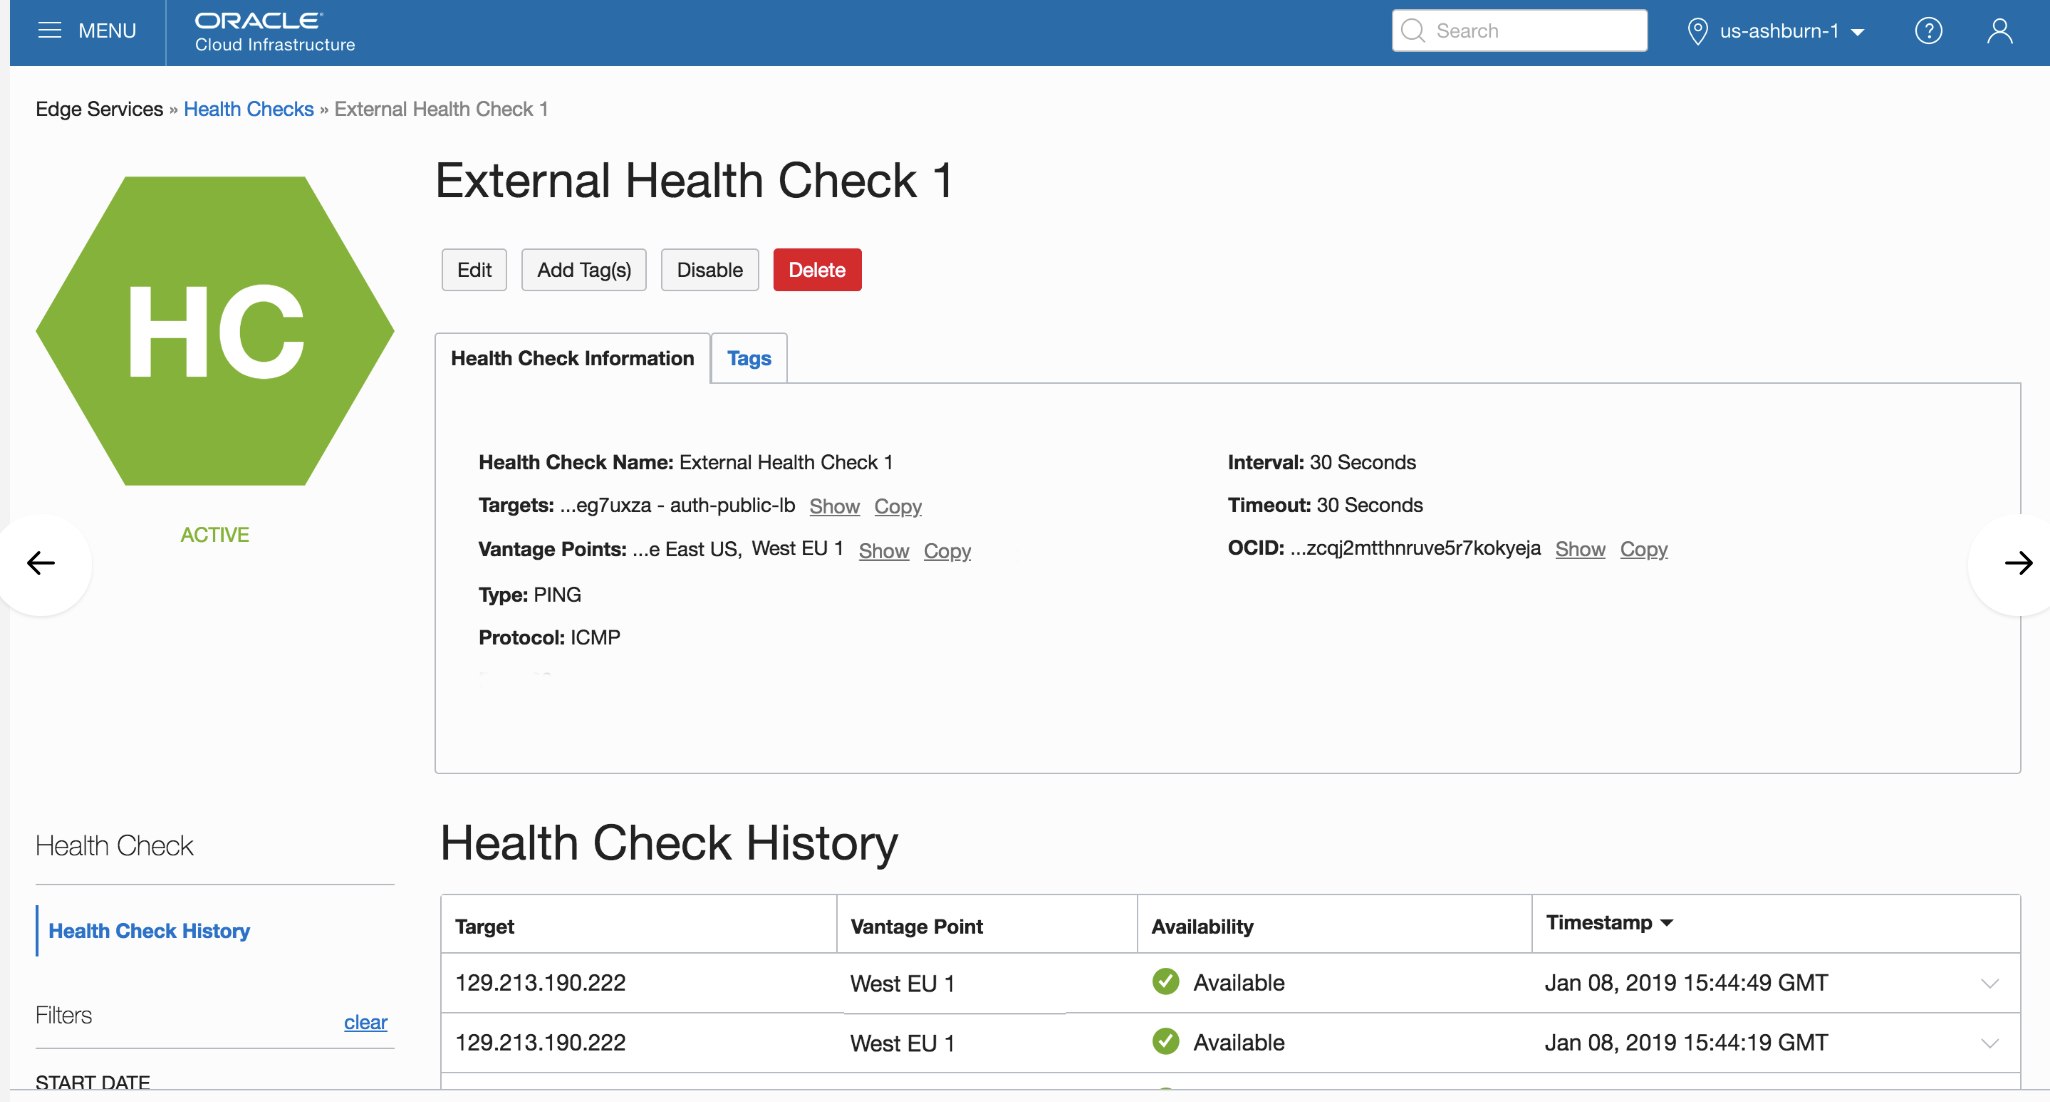 MENU
ORACLE
Cloud Infrastructure
Search
us-ashburn-1
?
Edge Services » Health Checks » External Health Check 1
HC
ACTIVE
External Health Check 1
Edit
Add Tag(s)
Disable
Delete
Health Check Information
Tags
Health Check Name: External Health Check 1
Targets: ...eg7uxza - auth-public-lb Show Copy
Vantage Points: ...e East US, West EU 1 Show Copy
Type: PING
Protocol: ICMP
Interval: 30 Seconds
Timeout: 30 Seconds
OCID: ...zcqj2mtthnruve5r7kokyeja Show Copy
Health Check
Health Check History
Filters
clear
START DATE
Health Check History
Target Vantage Point Availability Timestamp
129.213.190.222 West EU 1 Available Jan 08, 2019 15:44:49 GMT
129.213.190.222 West EU 1 Available Jan 08, 2019 15:44:19 GMT